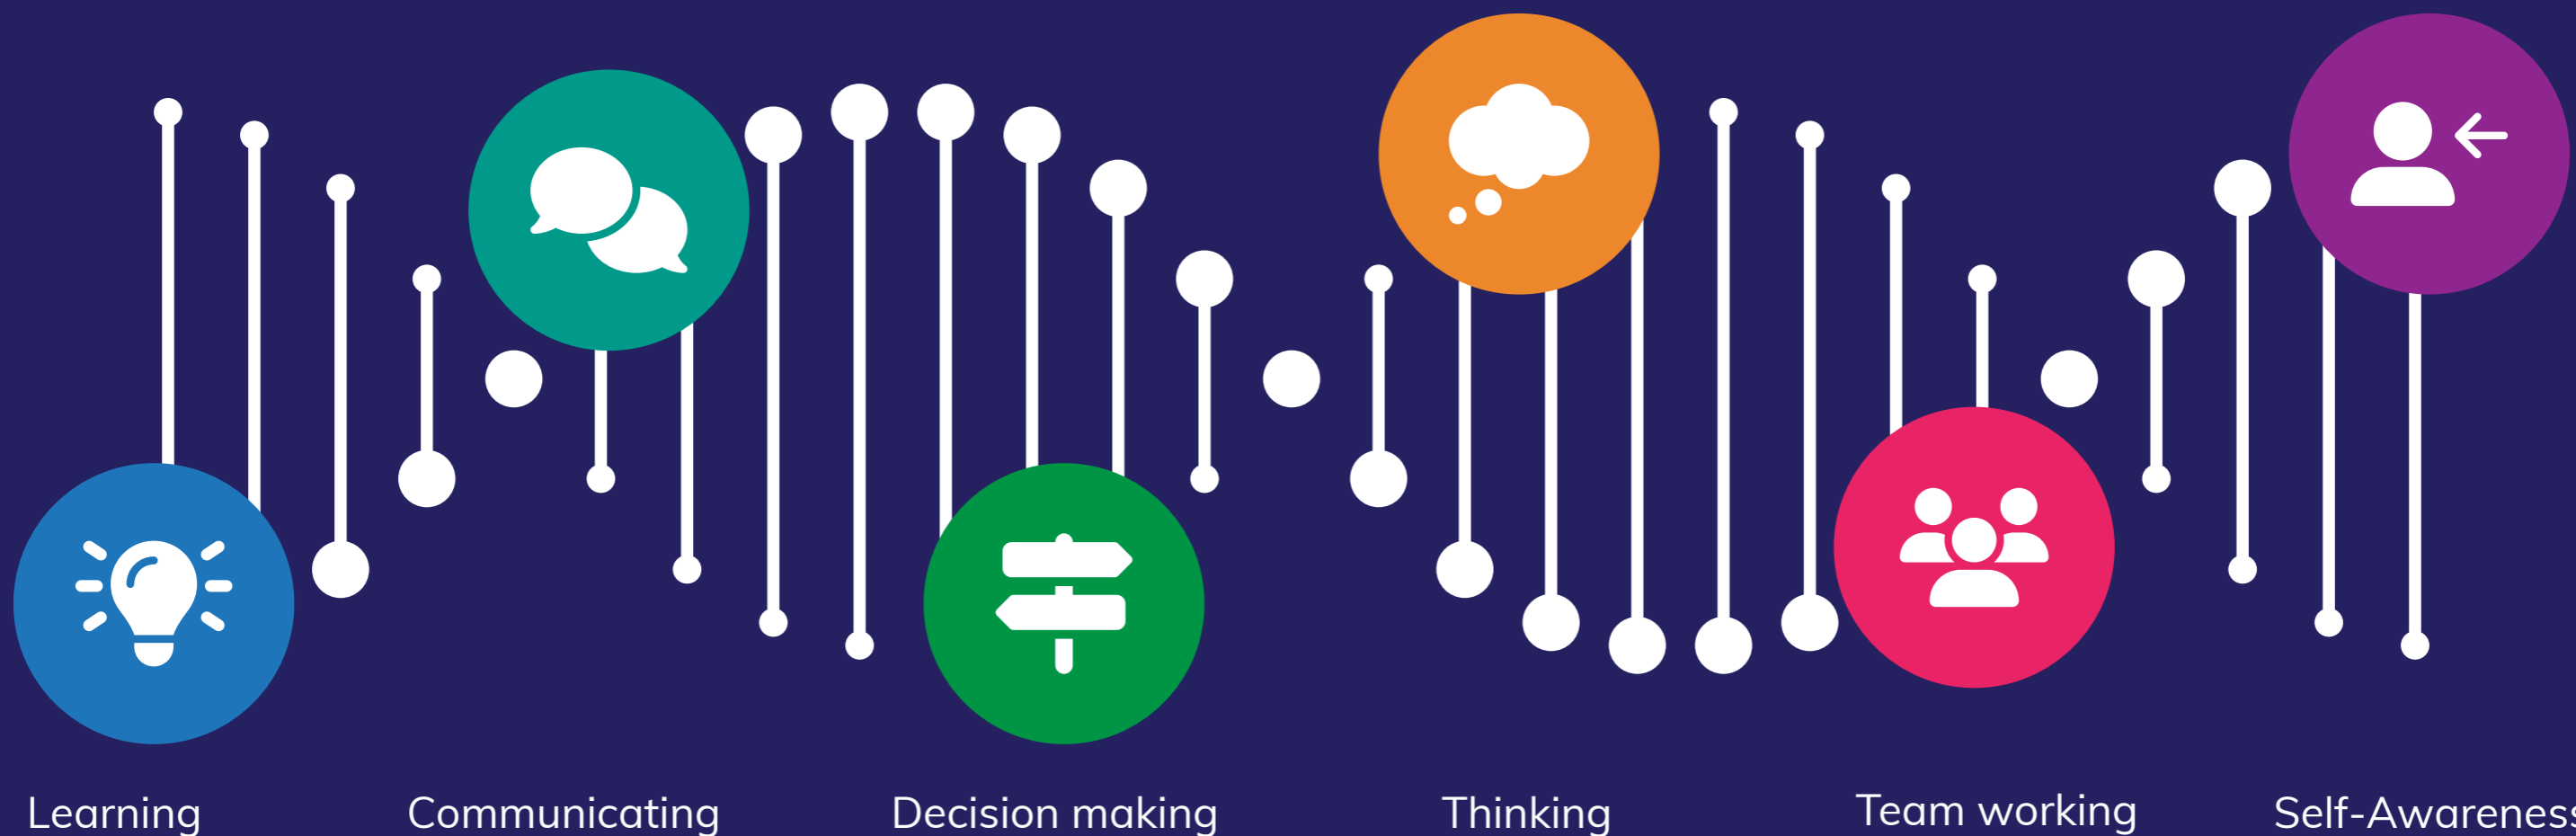 Learning
Communicating
Decision making
Thinking
Team working
Self-Awareness